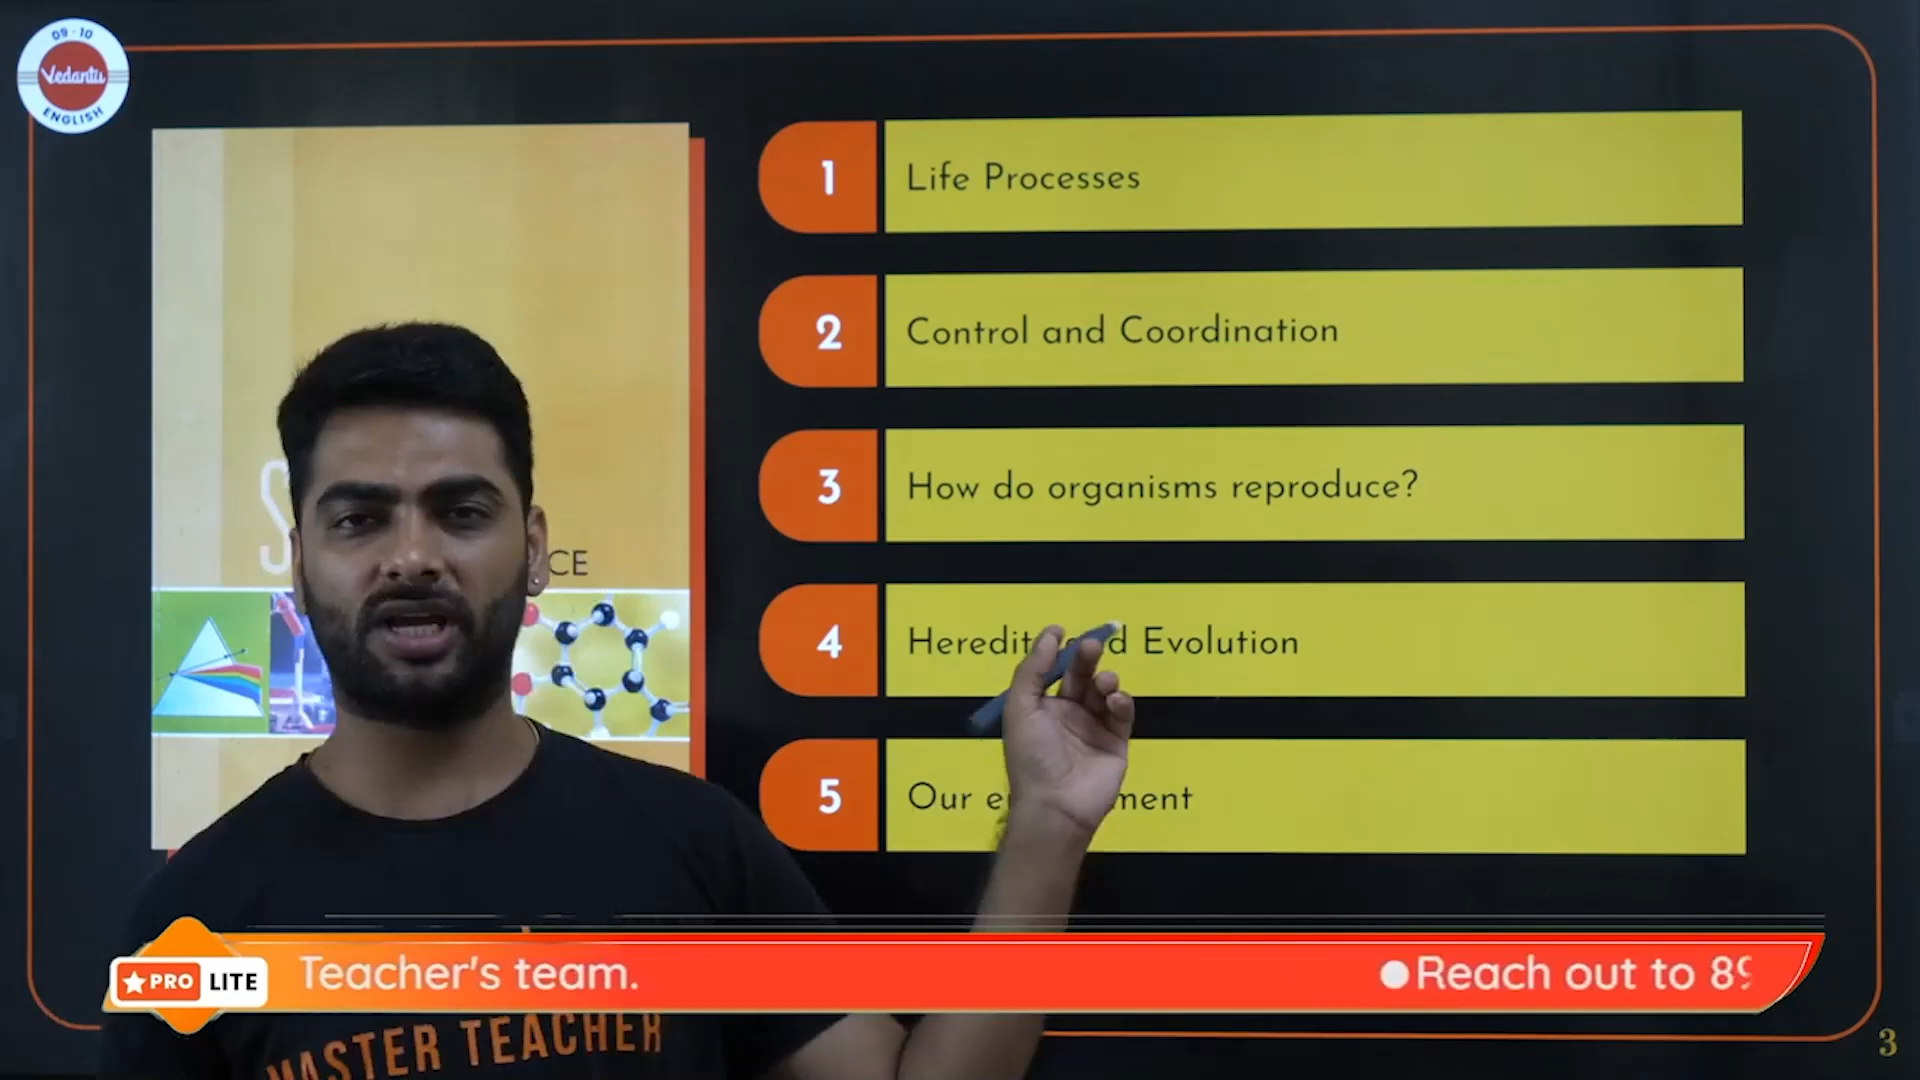 09-10
Vedantu
ENGLISH
1 Life Processes
2 Control and Coordination
3 How do organisms reproduce?
CE
4 Evolution
5 Our
PRO LITE Teacher's team. Reach out to 89
MASTER TEACHER
3